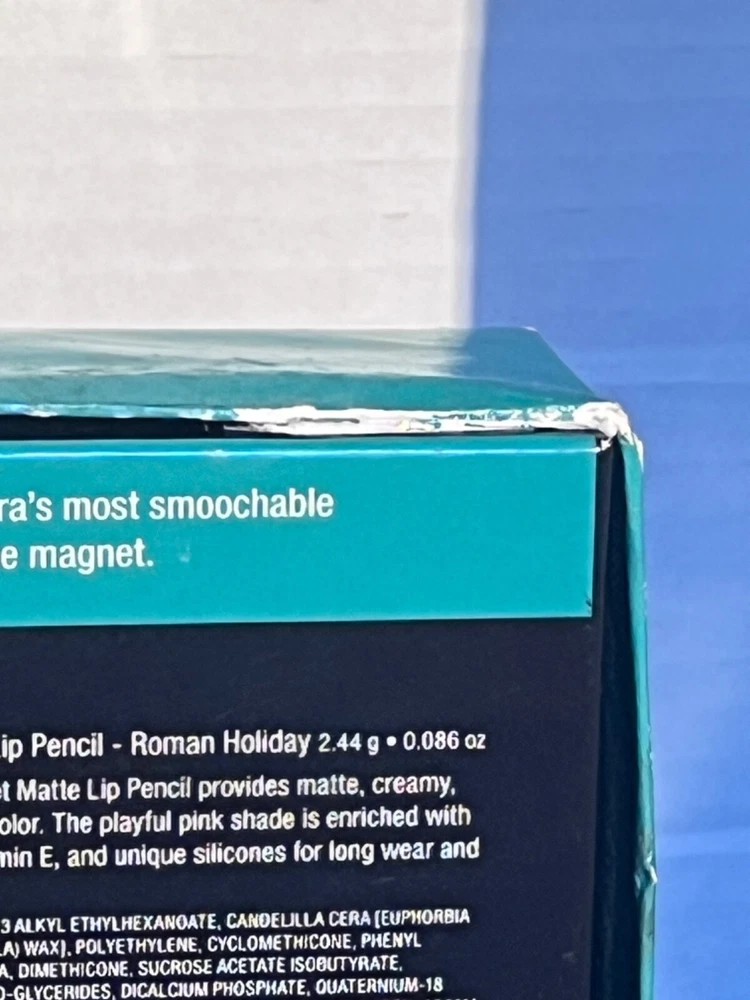 ra's most smoochable
e magnet.
ip Pencil - Roman Holiday 2.44 g • 0.086 oz
et Matte Lip Pencil provides matte, creamy,
olor. The playful pink shade is enriched with
min E, and unique silicones for long wear and
3 ALKYL ETHYLHEXANOATE, CANDELILLA CERA (EUPHORBIA
LA) WAX), POLYETHYLENE, CYCLOMETHICONE, PHENYL
A, DIMETHICONE, SUCROSE ACETATE ISOBUTYRATE,
O-GLYCERIDES, DICALCIUM PHOSPHATE, QUATERNIUM-18